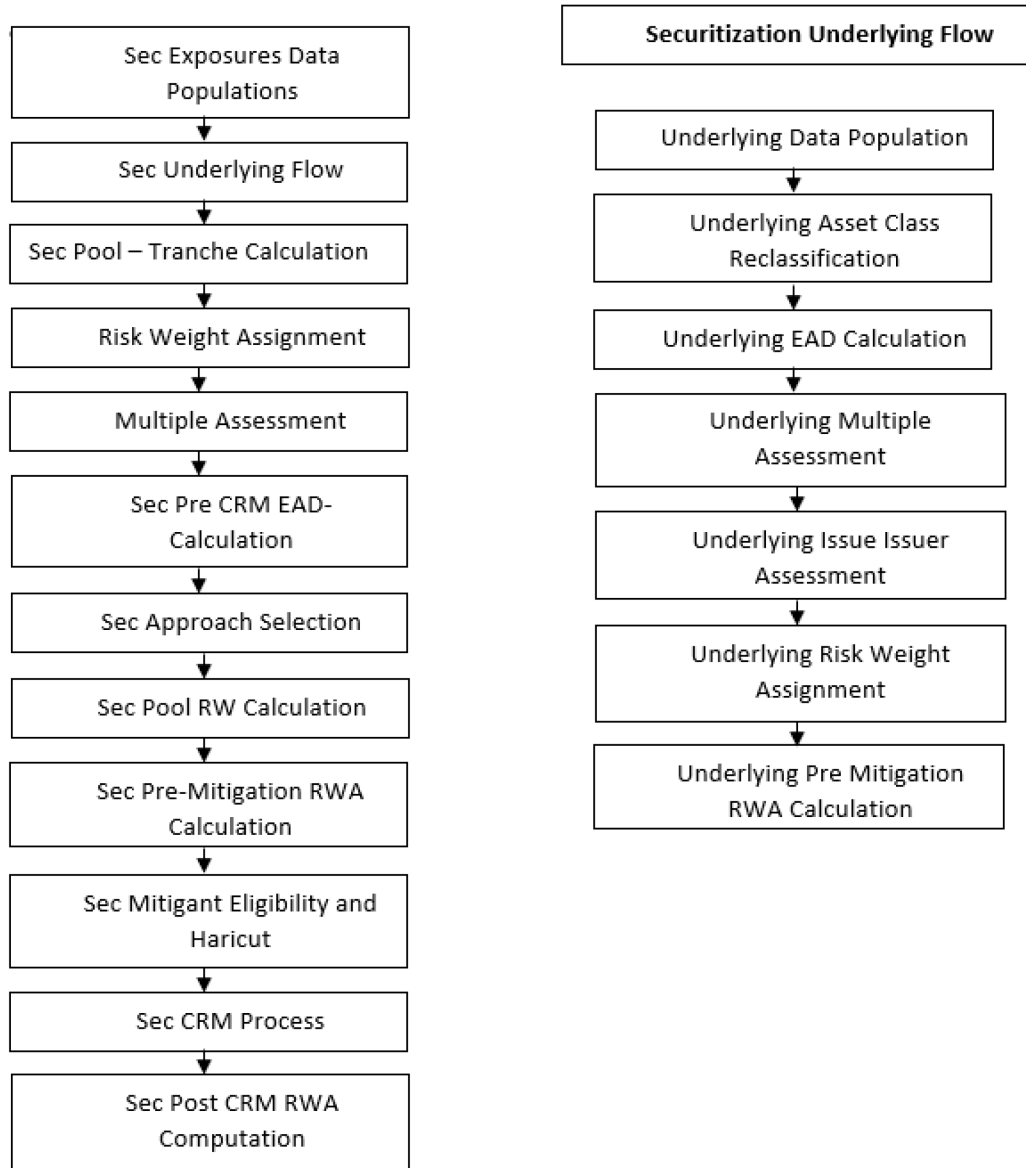 Sec Exposures Data
Populations
Sec Underlying Flow
Sec Pool – Tranche Calculation
Risk Weight Assignment
Multiple Assessment
Sec Pre CRM EAD-
Calculation
Sec Approach Selection
Sec Pool RW Calculation
Sec Pre-Mitigation RWA
Calculation
Sec Mitigant Eligibility and
Haricut
Sec CRM Process
Sec Post CRM RWA
Computation
Securitization Underlying Flow
Underlying Data Population
Underlying Asset Class
Reclassification
Underlying EAD Calculation
Underlying Multiple
Assessment
Underlying Issue Issuer
Assessment
Underlying Risk Weight
Assignment
Underlying Pre Mitigation
RWA Calculation